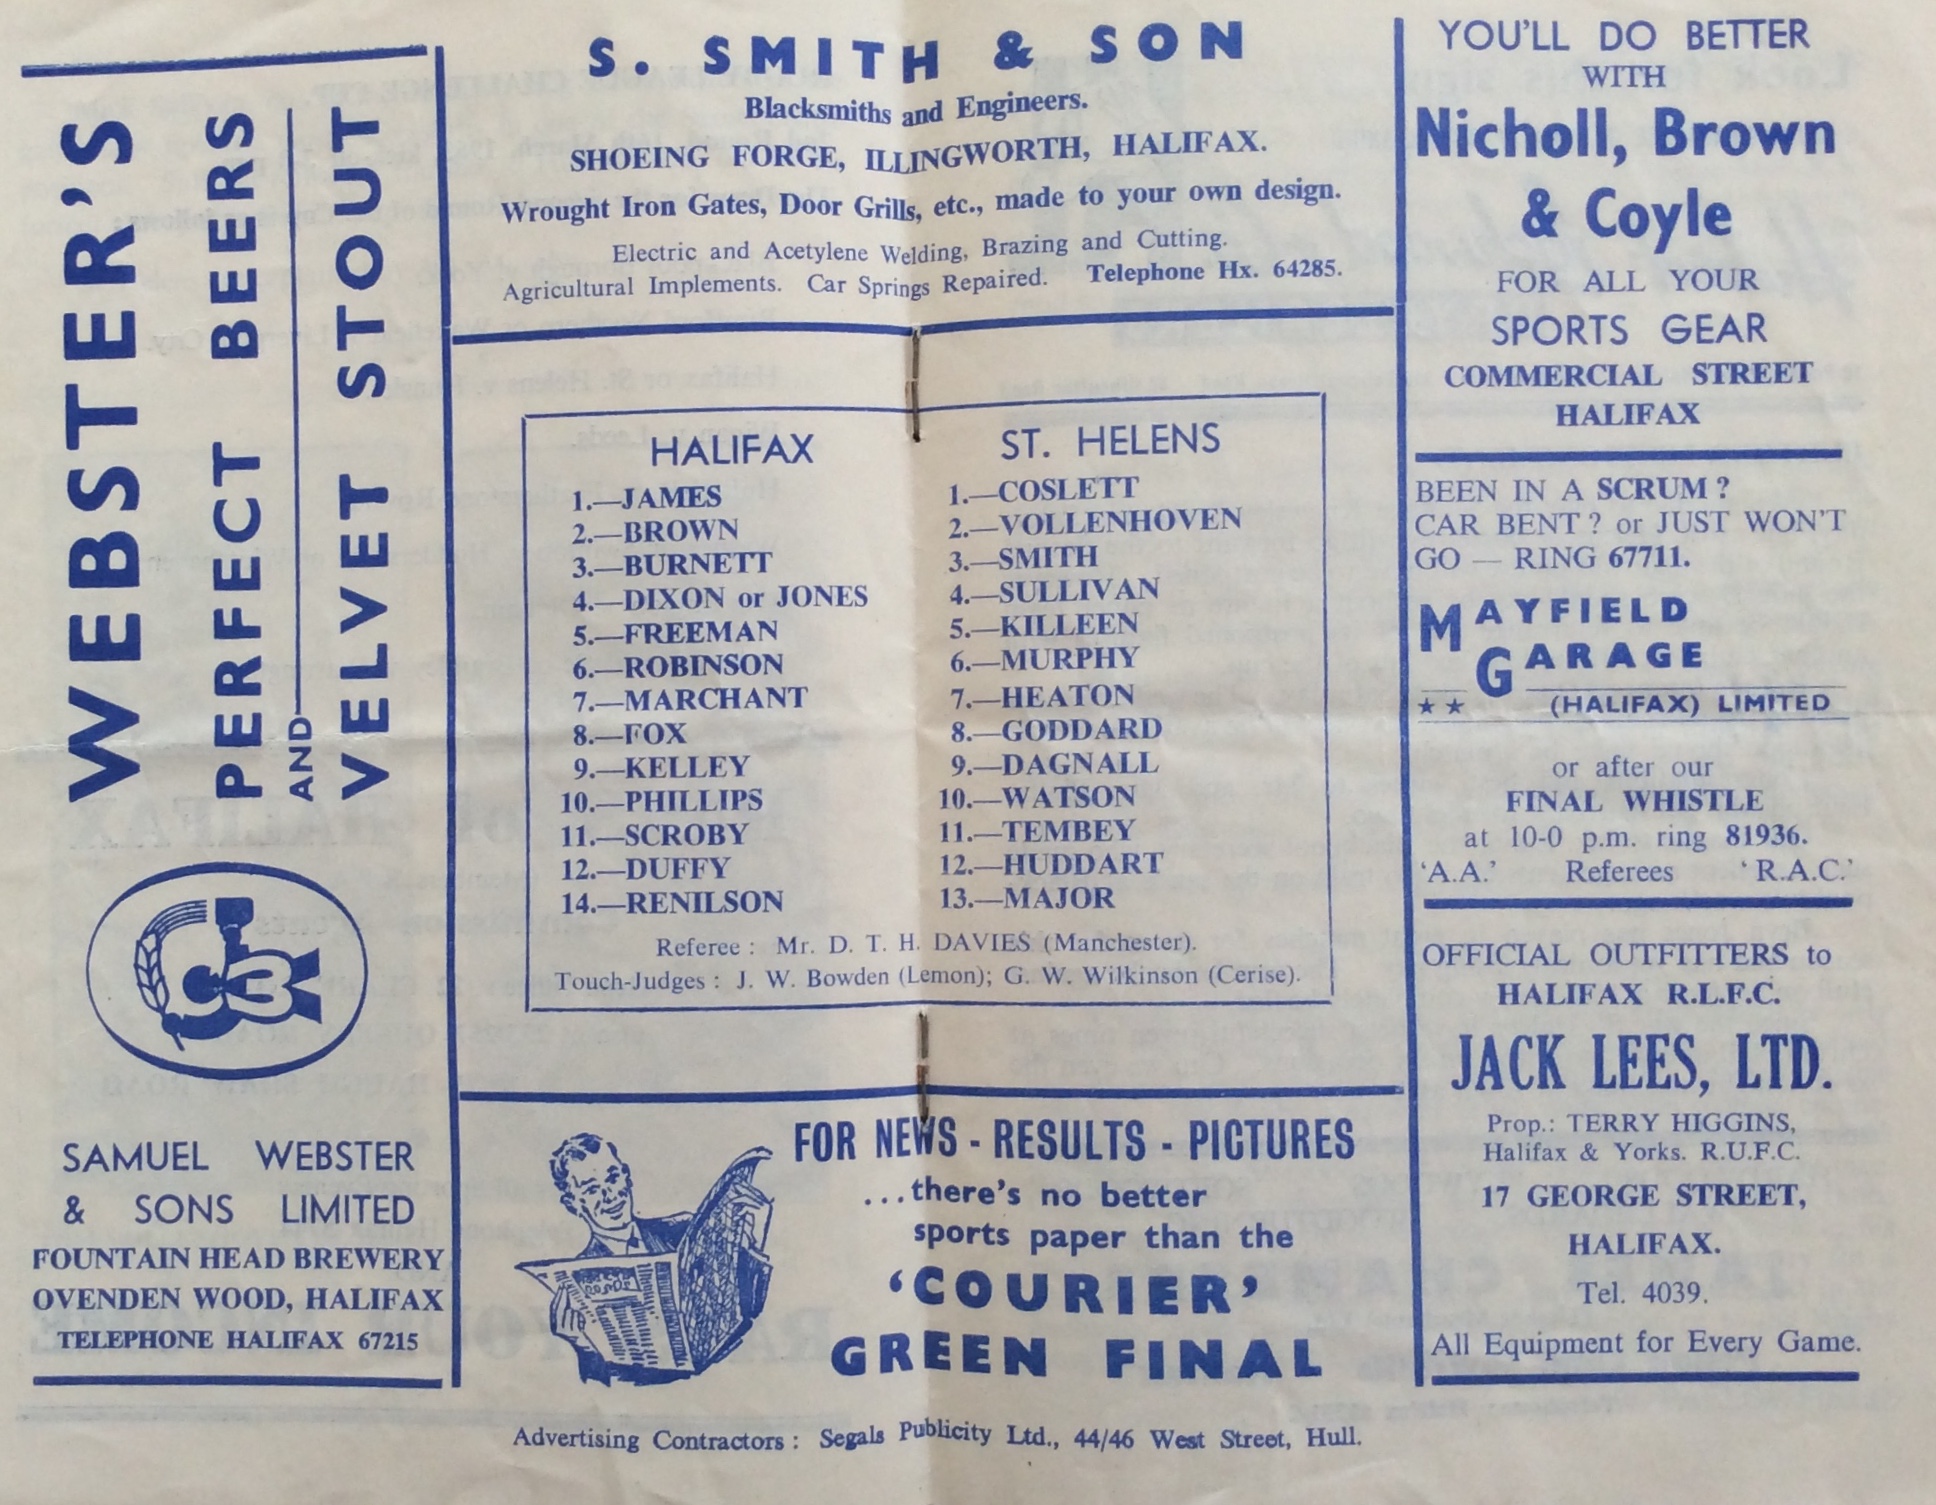 WEBSTER'S
PERFECT BEERS
AND
VELVET STOUT
SAMUEL WEBSTER
& SONS LIMITED
FOUNTAIN HEAD BREWERY
OVENDEN WOOD, HALIFAX
TELEPHONE HALIFAX 67215
S. SMITH & SON
Blacksmiths and Engineers.
SHOEING FORGE, ILLINGWORTH, HALIFAX.
Wrought Iron Gates, Door Grills, etc., made to your own design.
Electric and Acetylene Welding, Brazing and Cutting.
Agricultural Implements. Car Springs Repaired. Telephone Hx. 64285.
HALIFAX
1.—JAMES
2.—BROWN
3.—BURNETT
4.—DIXON or JONES
5.—FREEMAN
6.—ROBINSON
7.—MARCHANT
8.—FOX
9.—KELLEY
10.—PHILLIPS
11.—SCROBY
12.—DUFFY
14.—RENILSON
ST. HELENS
1.—COSLETT
2.—VOLLENHOVEN
3.—SMITH
4.—SULLIVAN
5.—KILLEEN
6.—MURPHY
7.—HEATON
8.—GODDARD
9.—DAGNALL
10.—WATSON
11.—TEMBEY
12.—HUDDART
13.—MAJOR
Referee : Mr. D. T. H. DAVIES (Manchester).
Touch-Judges : J. W. Bowden (Lemon); G. W. Wilkinson (Cerise).
FOR NEWS - RESULTS - PICTURES
...there's no better
sports paper than the
'COURIER'
GREEN FINAL
Advertising Contractors : Segals Publicity Ltd., 44/46 West Street, Hull.
YOU'LL DO BETTER
WITH
Nicholl, Brown
& Coyle
FOR ALL YOUR
SPORTS GEAR
COMMERCIAL STREET
HALIFAX
BEEN IN A SCRUM ?
CAR BENT ? or JUST WON'T
GO — RING 67711.
MAYFIELD
GARAGE
(HALIFAX) LIMITED
or after our
FINAL WHISTLE
at 10-0 p.m. ring 81936.
'A.A.' Referees 'R.A.C.'
OFFICIAL OUTFITTERS to
HALIFAX R.L.F.C.
JACK LEES, LTD.
Prop.: TERRY HIGGINS,
Halifax & Yorks. R.U.F.C.
17 GEORGE STREET,
HALIFAX.
Tel. 4039.
All Equipment for Every Game.